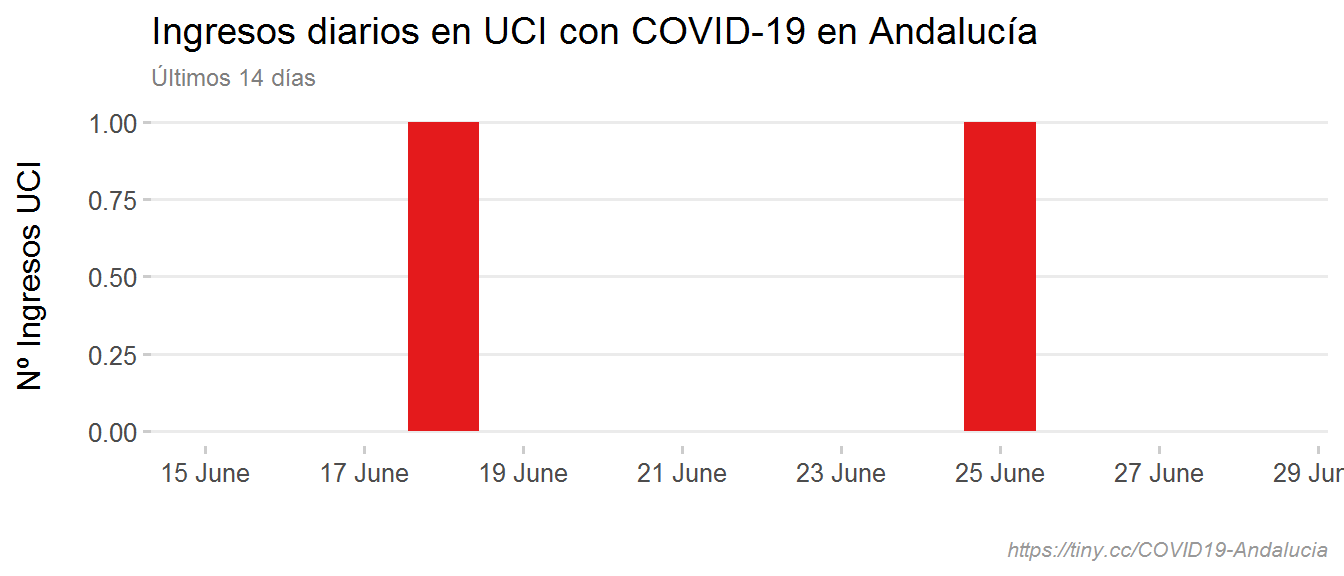 Ingresos diarios en UCI con COVID-19 en Andalucía
Últimos 14 días
Nº Ingresos UCI
1.00
0.75
0.50
0.25
0.00
15 June 17 June 19 June 21 June 23 June 25 June 27 June 29 Jun
https://tiny.cc/COVID19-Andalucia